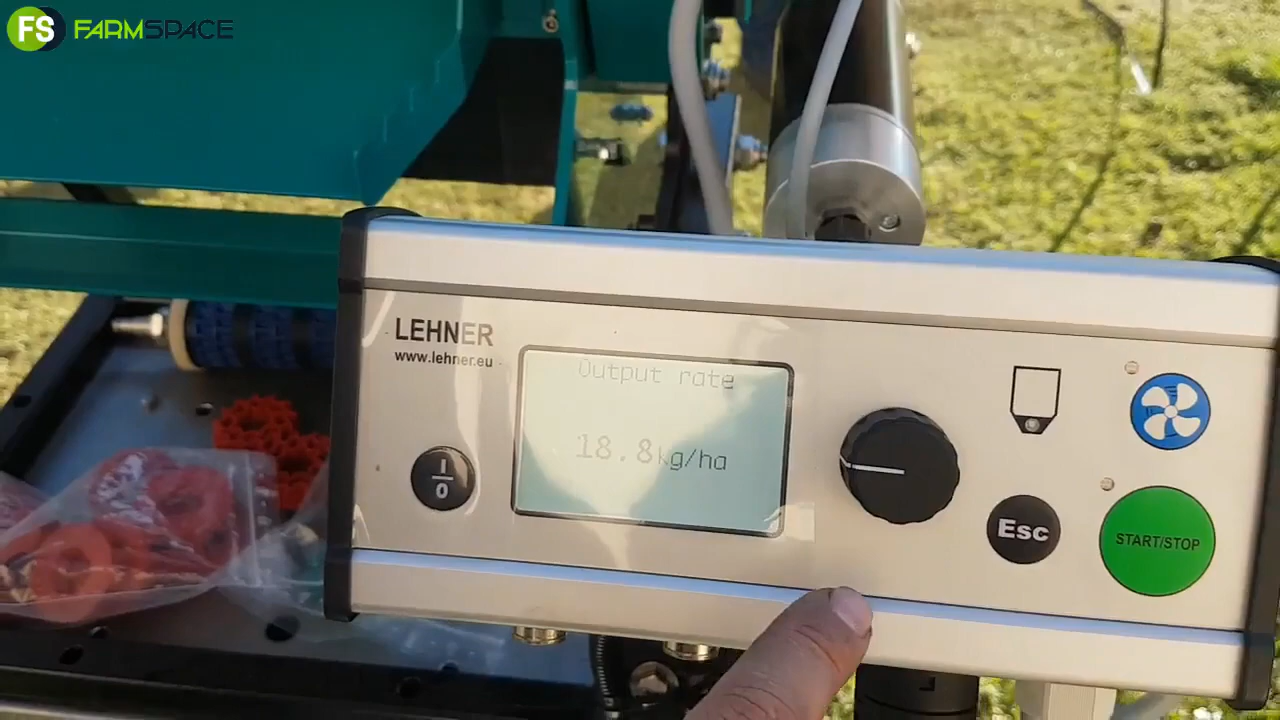 FS FARMSPACE
LEHNER
www.lehner.eu
Output rate
18.8kg/ha
I
0
Esc
START/STOP